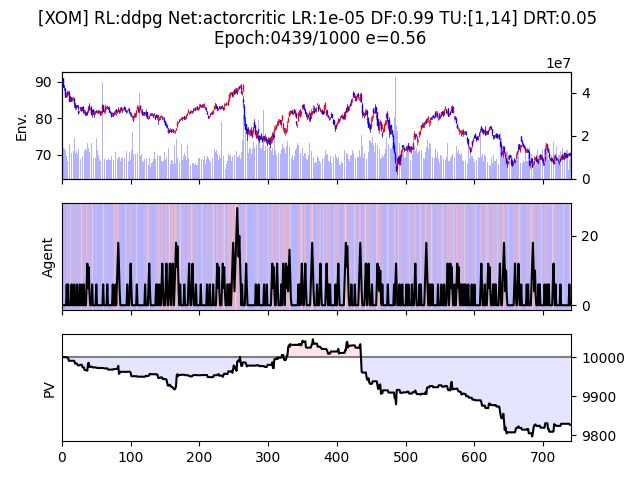 [XOM] RL:ddpg Net:actorcritic LR:1e-05 DF:0.99 TU:[1,14] DRT:0.05
Epoch:0439/1000 e=0.56
1e7
90
80
70
Env.
4
2
0
Agent
20
0
PV
10000
9900
9800
0 100 200 300 400 500 600 700